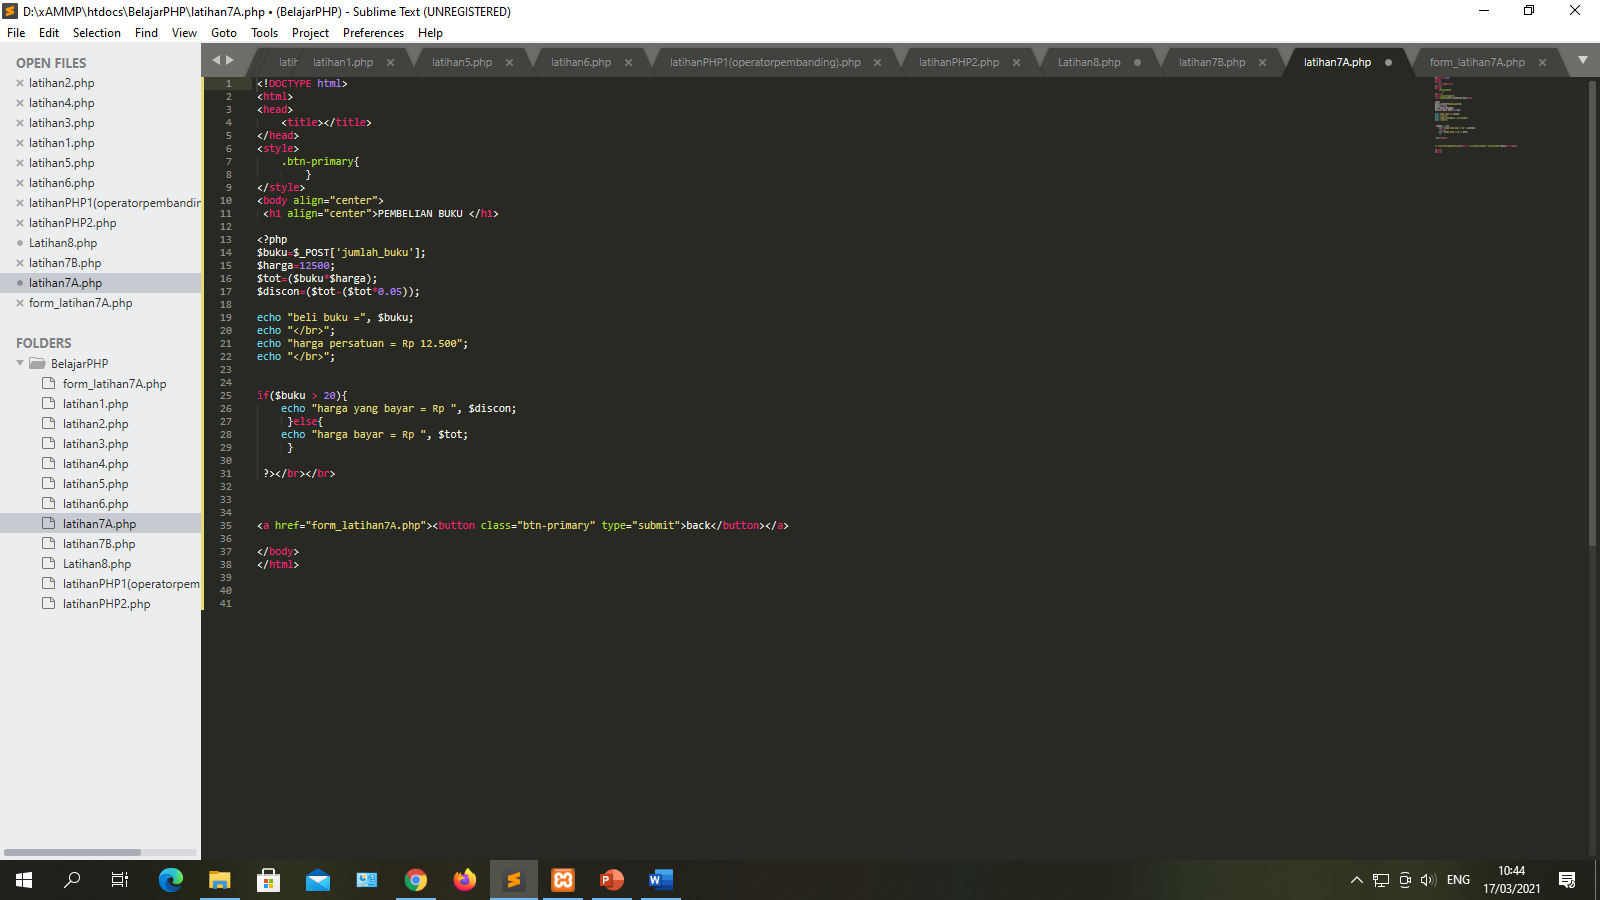 D:\xAMMP\htdocs\BelajarPHP\latihan7A.php • (BelajarPHP) - Sublime Text (UNREGISTERED)
File Edit Selection Find View Goto Tools Project Preferences Help
OPEN FILES
latihan2.php
latihan4.php
latihan3.php
latihan1.php
latihan5.php
latihan6.php
latihanPHP1(operatorpembandin
latihanPHP2.php
Latihan8.php
latihan7B.php
latihan7A.php
form_latihan7A.php
FOLDERS
BelajarPHP
form_latihan7A.php
latihan1.php
latihan2.php
latihan3.php
latihan4.php
latihan5.php
latihan6.php
latihan7A.php
latihan7B.php
Latihan8.php
latihanPHP1(operatorpem
latihanPHP2.php
latih latihan1.php latihan5.php latihan6.php latihanPHP1(operatorpembanding).php latihanPHP2.php Latihan8.php latihan7B.php latihan7A.php form_latihan7A.php
1 <!DOCTYPE html>
2 <html>
3 <head>
4 <title></title>
5 </head>
6 <style>
7 .btn-primary{
8 }
9 </style>
10 <body align="center">
11 <h1 align="center">PEMBELIAN BUKU </h1>
12
13 <?php
14 $buku=$_POST['jumlah_buku'];
15 $harga=12500;
16 $tot=($buku*$harga);
17 $discon=($tot-($tot*0.05));
18
19 echo "beli buku =", $buku;
20 echo "</br>";
21 echo "harga persatuan = Rp 12.500";
22 echo "</br>";
23
24
25 if($buku > 20){
26 echo "harga yang bayar = Rp ", $discon;
27 }else{
28 echo "harga bayar = Rp ", $tot;
29 }
30
31 ?></br></br>
32
33
34
35 <a href="form_latihan7A.php"><button class="btn-primary" type="submit">back</button></a>
36
37 </body>
38 </html>
39
40
41
ENG
10:44
17/03/2021